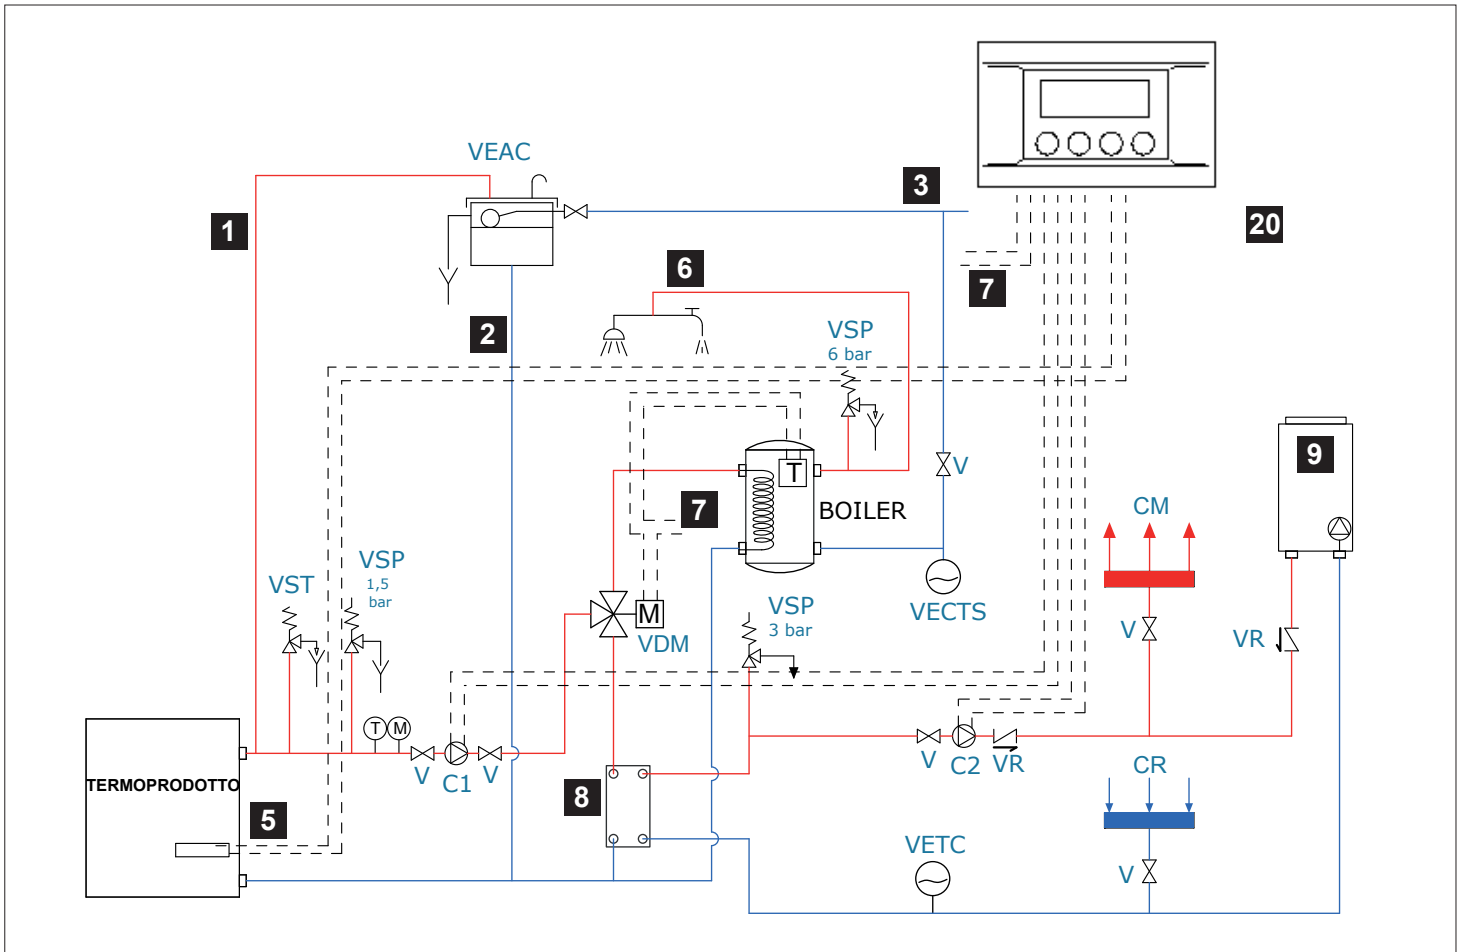 VEAC
3
1
20
6
7
2
VSP
6 bar
9
T
V
7
BOILER
CM
VSP
1,5
bar
VST
VSP
3 bar
M
VDM
VECTS
V
VR
T
M
TERMOPRODOTTO
V
C1
V
V
C2
VR
CR
8
5
VETC
V